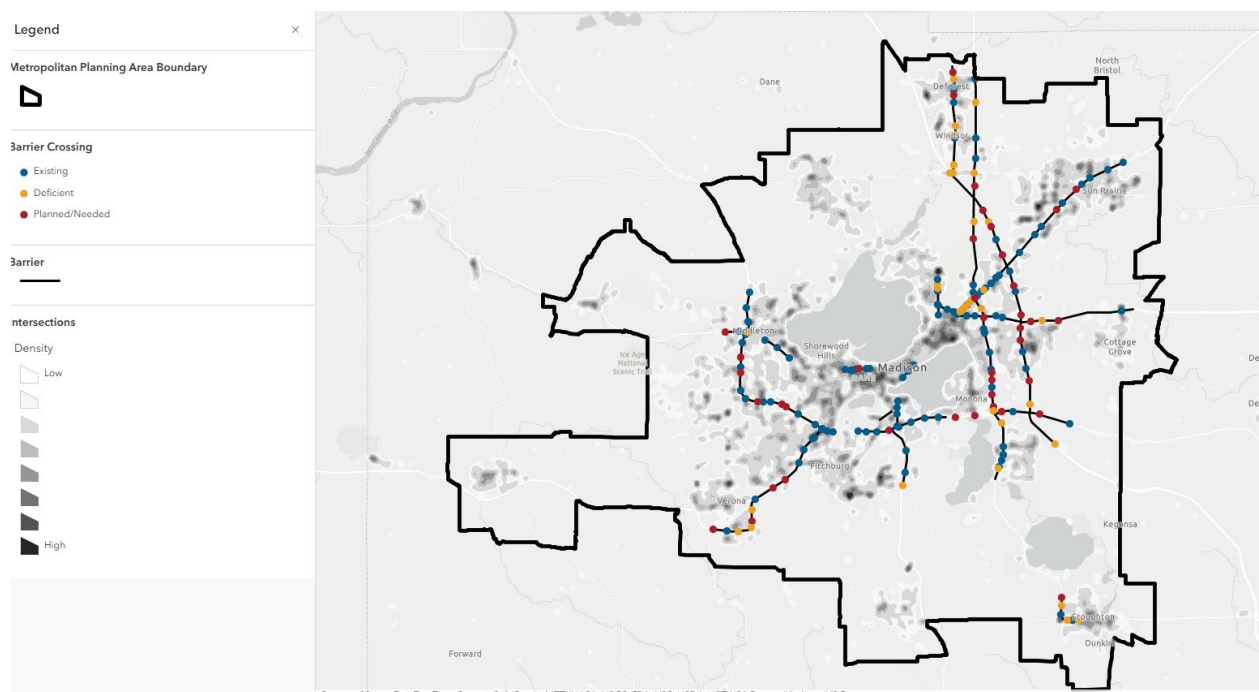 Legend
Metropolitan Planning Area Boundary
Barrier Crossing
Existing
Deficient
Planned/Needed
Barrier
Intersections
Density
Low
High
Dane
North
Bristol
Deforest
Windsor
Sun Prairie
Middleton
Shorewood
Hills
Ice Age
National
Scenic Trail
Madison
Cottage
Grove
Monona
Fitchburg
Verona
Kegonsa
Stoughton
Dunkirk
Forward